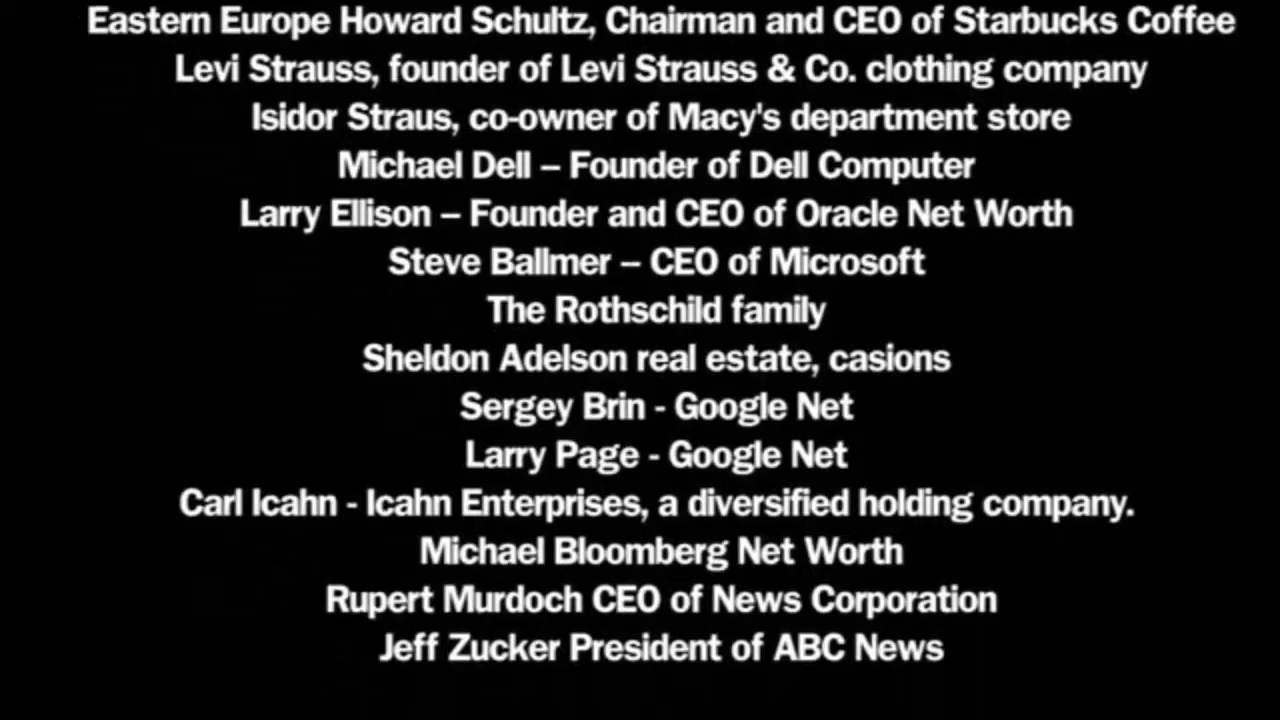 Eastern Europe Howard Schultz, Chairman and CEO of Starbucks Coffee
Levi Strauss, founder of Levi Strauss & Co. clothing company
Isidor Straus, co-owner of Macy's department store
Michael Dell – Founder of Dell Computer
Larry Ellison – Founder and CEO of Oracle Net Worth
Steve Ballmer – CEO of Microsoft
The Rothschild family
Sheldon Adelson real estate, casions
Sergey Brin - Google Net
Larry Page - Google Net
Carl Icahn - Icahn Enterprises, a diversified holding company.
Michael Bloomberg Net Worth
Rupert Murdoch CEO of News Corporation
Jeff Zucker President of ABC News